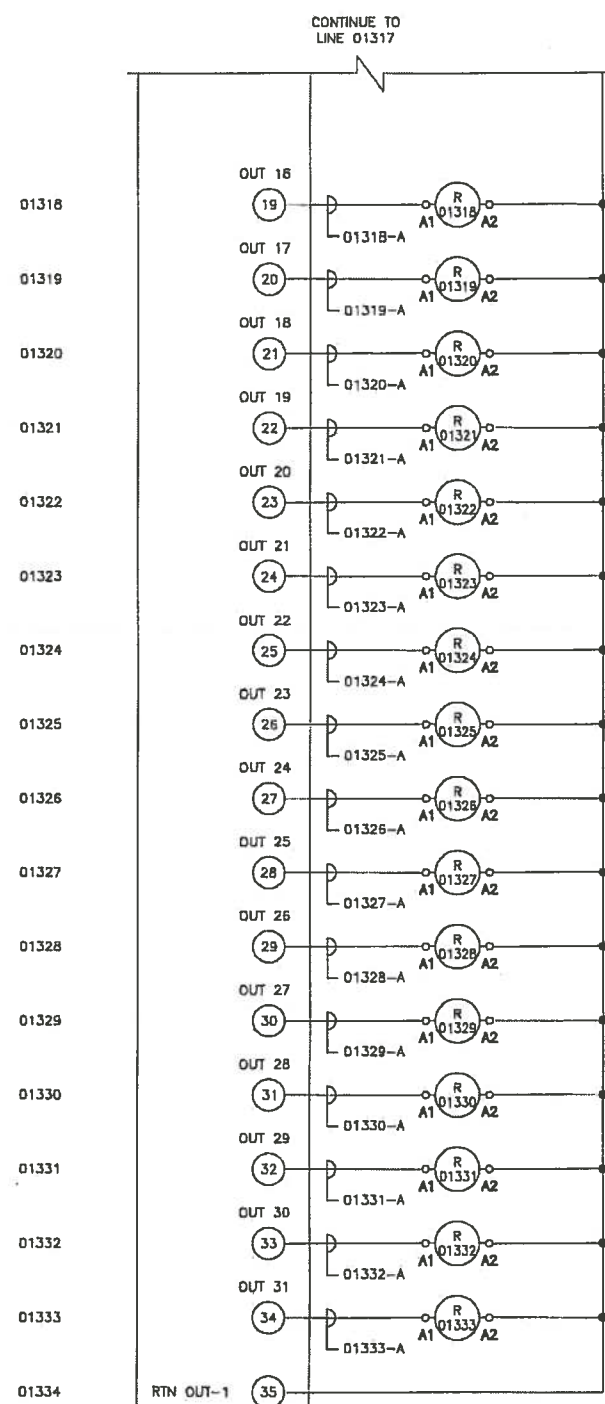 CONTINUE TO
LINE 01317
OUT 16
01318 19 R 01318 A1 A2
01318-A
OUT 17
01319 20 R 01319 A1 A2
01319-A
OUT 18
01320 21 R 01320 A1 A2
01320-A
OUT 19
01321 22 R 01321 A1 A2
01321-A
OUT 20
01322 23 R 01322 A1 A2
01322-A
OUT 21
01323 24 R 01323 A1 A2
01323-A
OUT 22
01324 25 R 01324 A1 A2
01324-A
OUT 23
01325 26 R 01325 A1 A2
01325-A
OUT 24
01326 27 R 01326 A1 A2
01326-A
OUT 25
01327 28 R 01327 A1 A2
01327-A
OUT 26
01328 29 R 01328 A1 A2
01328-A
OUT 27
01329 30 R 01329 A1 A2
01329-A
OUT 28
01330 31 R 01330 A1 A2
01330-A
OUT 29
01331 32 R 01331 A1 A2
01331-A
OUT 30
01332 33 R 01332 A1 A2
01332-A
OUT 31
01333 34 R 01333 A1 A2
01333-A
01334 RTN OUT-1 35